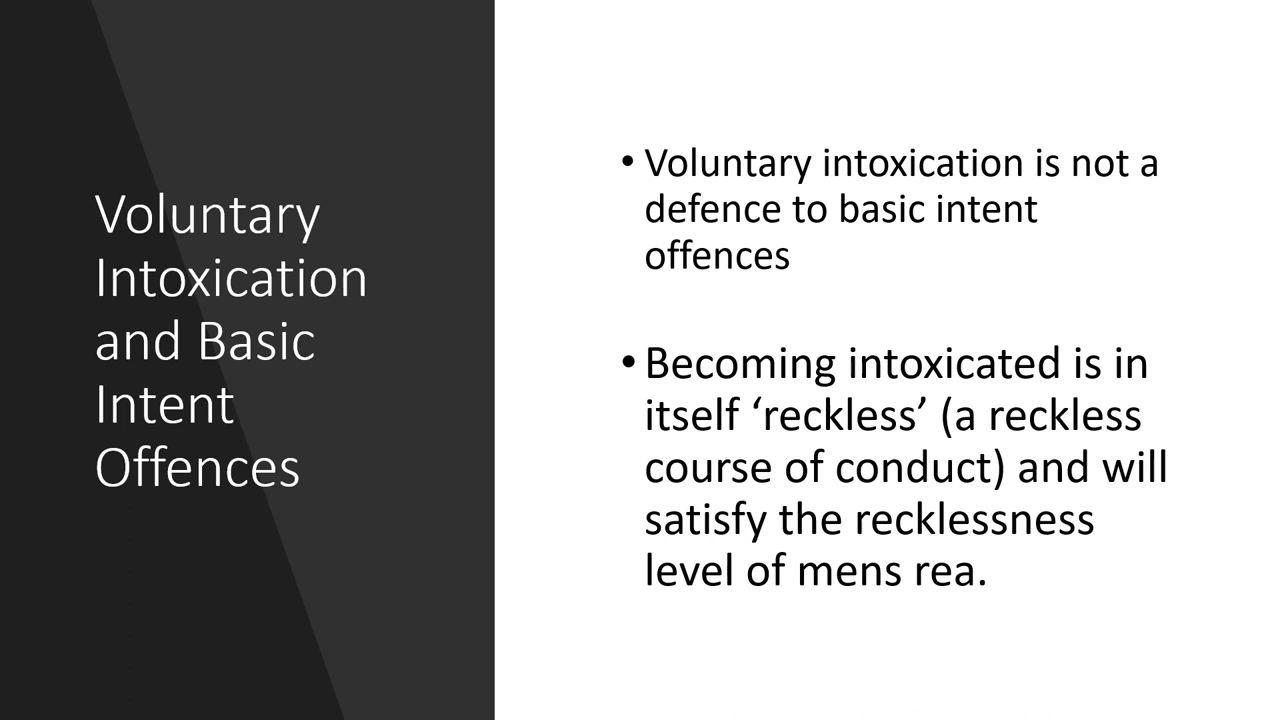 Voluntary
Intoxication
and Basic
Intent
Offences
• Voluntary intoxication is not a
defence to basic intent
offences
• Becoming intoxicated is in
itself ‘reckless’ (a reckless
course of conduct) and will
satisfy the recklessness
level of mens rea.